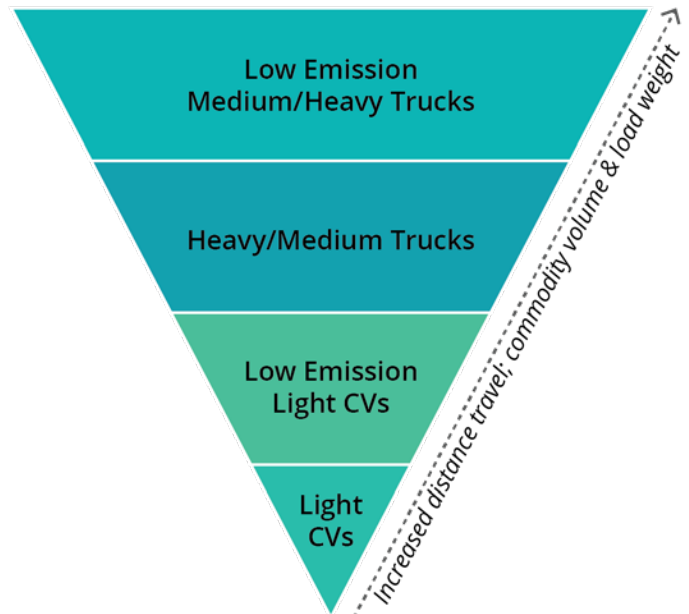 Low Emission
Medium/Heavy Trucks
Heavy/Medium Trucks
Low Emission
Light CVs
Light
CVs
Increased distance travel; commodity volume & load weight